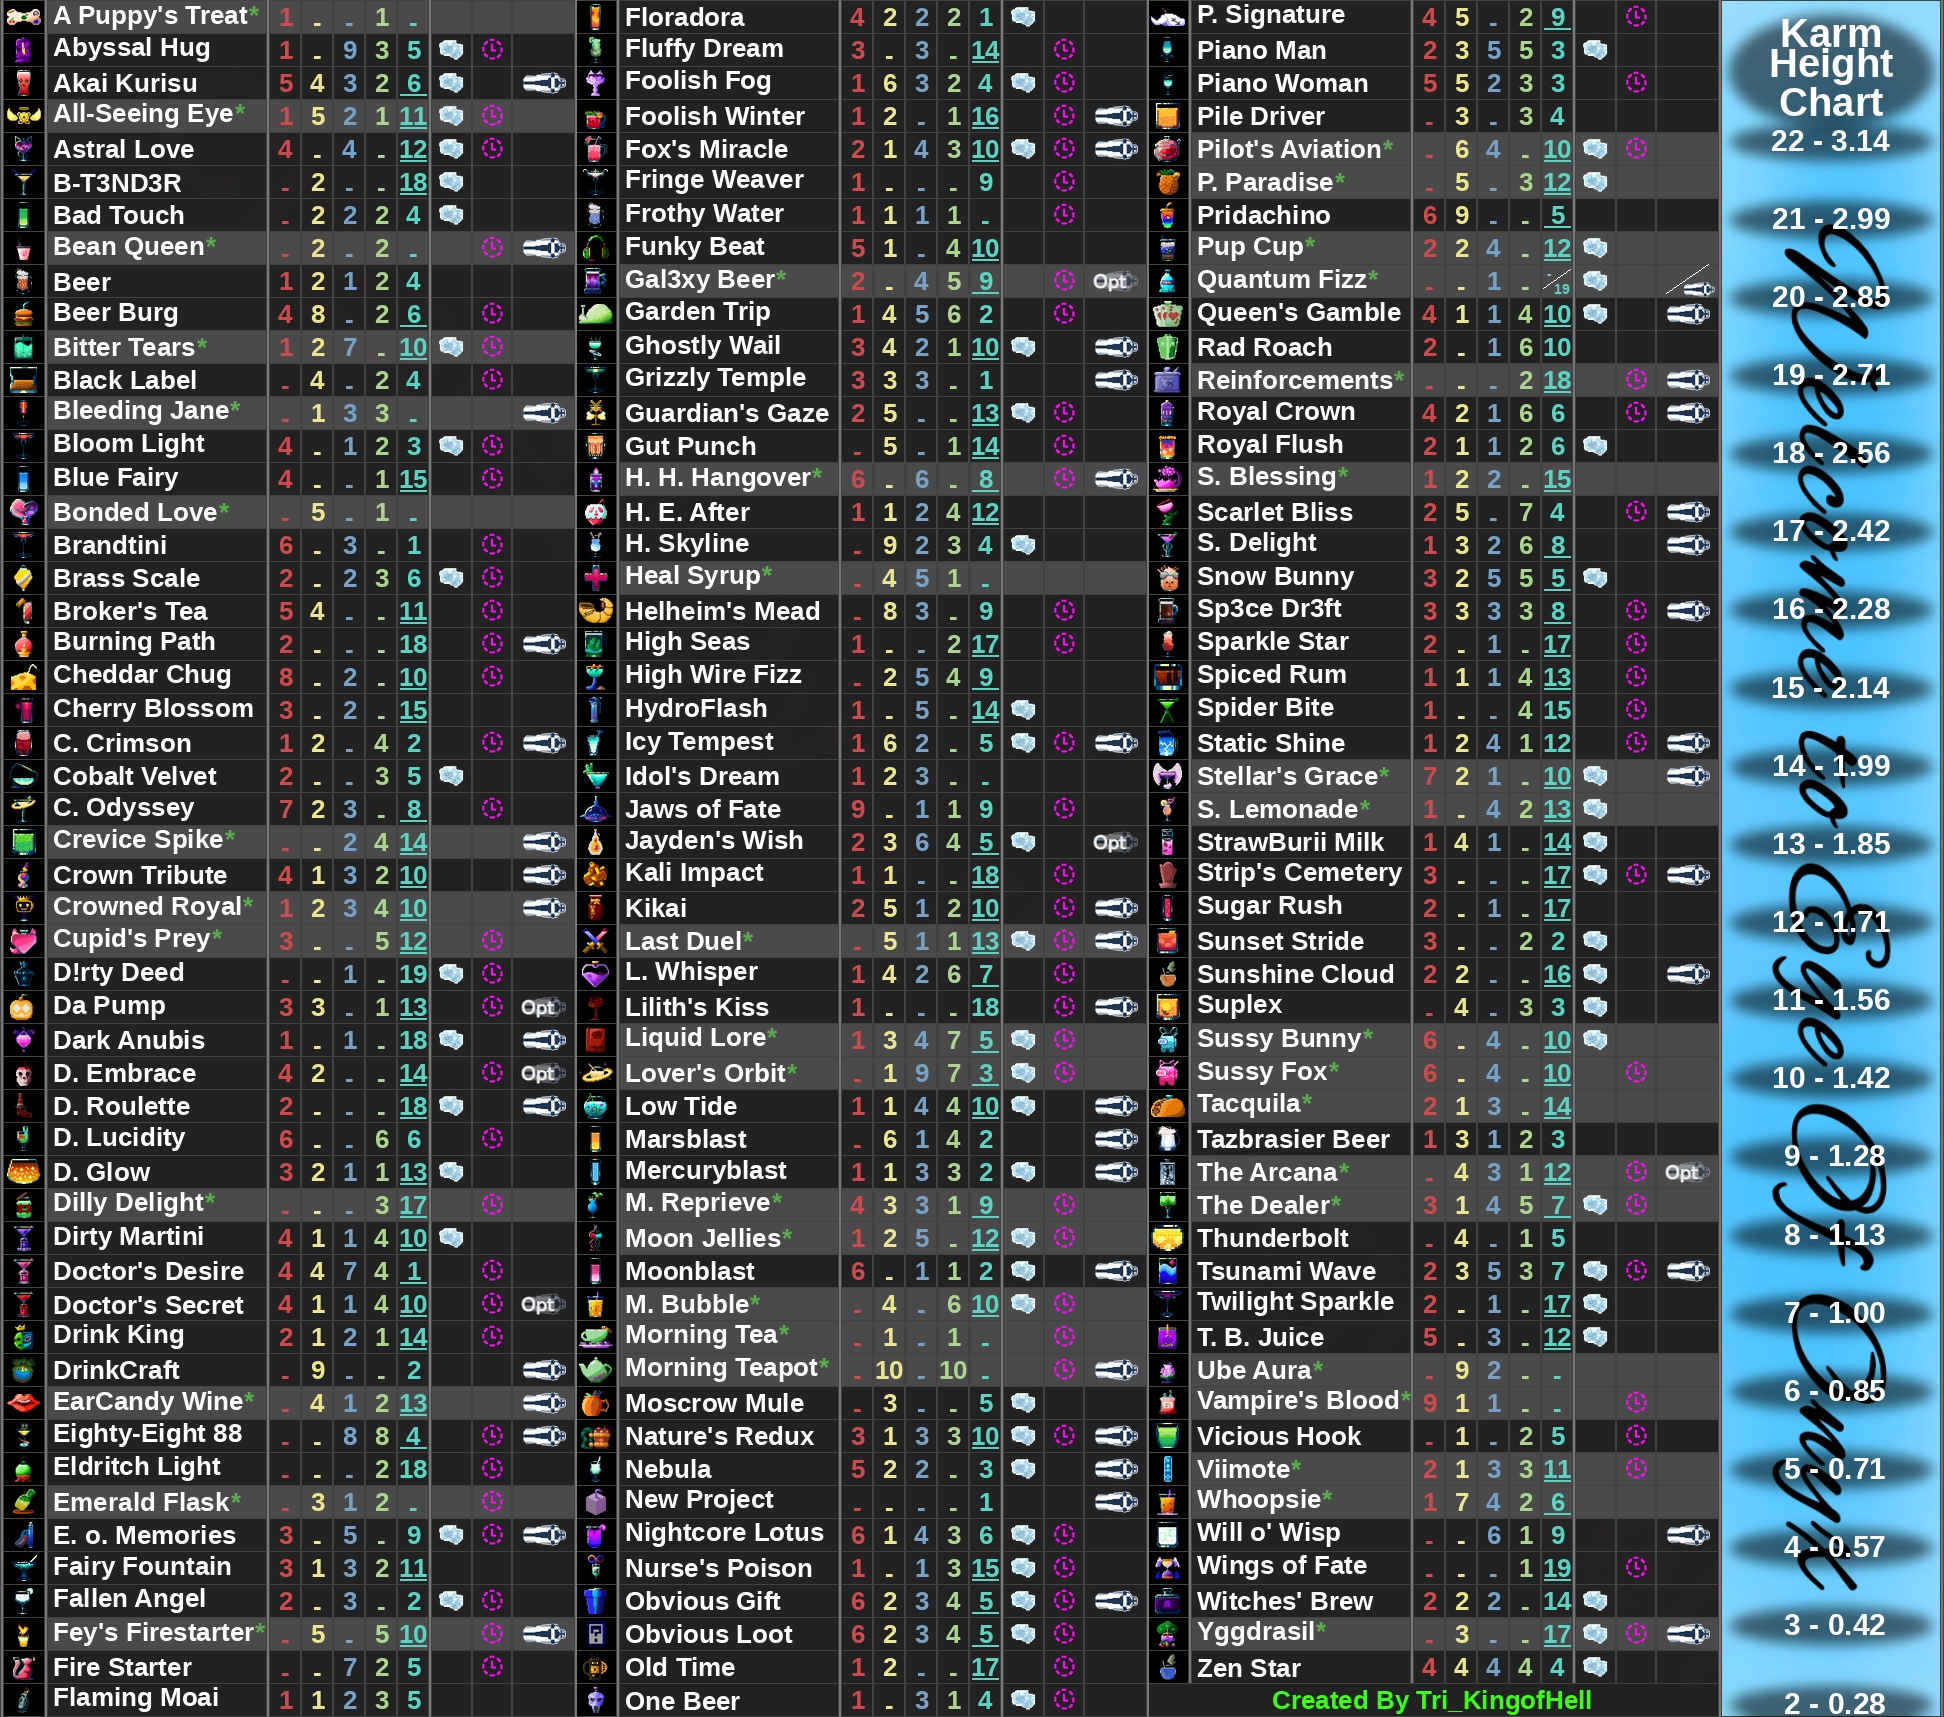 A Puppy's Treat* 1 - - 1 -
Abyssal Hug 1 - 9 3 5
Akai Kurisu 5 4 3 2 6
All-Seeing Eye* 1 5 2 1 11
Astral Love 4 - 4 - 12
B-T3ND3R - 2 - - 18
Bad Touch - 2 2 2 4
Bean Queen* - 2 - 2 -
Beer 1 2 1 2 4
Beer Burg 4 8 - 2 6
Bitter Tears* 1 2 7 - 10
Black Label - 4 - 2 4
Bleeding Jane* - 1 3 3 -
Bloom Light 4 - 1 2 3
Blue Fairy 4 - - 1 15
Bonded Love* - 5 - 1 -
Brandtini 6 - 3 - 1
Brass Scale 2 - 2 3 6
Broker's Tea 5 4 - - 11
Burning Path 2 - - - 18
Cheddar Chug 8 - 2 - 10
Cherry Blossom 3 - 2 - 15
C. Crimson 1 2 - 4 2
Cobalt Velvet 2 - - 3 5
C. Odyssey 7 2 3 - 8
Crevice Spike* - - 2 4 14
Crown Tribute 4 1 3 2 10
Crowned Royal* 1 2 3 4 10
Cupid's Prey* 3 - - 5 12
D!rty Deed - - 1 - 19
Da Pump 3 3 - 1 13 Opt
Dark Anubis 1 - 1 - 18
D. Embrace 4 2 - - 14 Opt
D. Roulette 2 - - - 18
D. Lucidity 6 - - 6 6
D. Glow 3 2 1 1 13
Dilly Delight* - - - 3 17
Dirty Martini 4 1 1 4 10
Doctor's Desire 4 4 7 4 1
Doctor's Secret 4 1 1 4 10 Opt
Drink King 2 1 2 1 14
DrinkCraft - 9 - - 2
EarCandy Wine* - 4 1 2 13
Eighty-Eight 88 - - 8 8 4
Eldritch Light - - - 2 18
Emerald Flask* - 3 1 2 -
E. o. Memories 3 - 5 - 9
Fairy Fountain 3 1 3 2 11
Fallen Angel 2 - 3 - 2
Fey's Firestarter* - 5 - 5 10
Fire Starter - - 7 2 5
Flaming Moai 1 1 2 3 5
Floradora 4 2 2 2 1
Fluffy Dream 3 - 3 - 14
Foolish Fog 1 6 3 2 4
Foolish Winter 1 2 - 1 16
Fox's Miracle 2 1 4 3 10
Fringe Weaver 1 - - - 9
Frothy Water 1 1 1 1 -
Funky Beat 5 1 - 4 10
Gal3xy Beer* 2 - 4 5 9 Opt
Garden Trip 1 4 5 6 2
Ghostly Wail 3 4 2 1 10
Grizzly Temple 3 3 3 - 1
Guardian's Gaze 2 5 - - 13
Gut Punch - 5 - 1 14
H. H. Hangover* 6 - 6 - 8
H. E. After 1 1 2 4 12
H. Skyline - 9 2 3 4
Heal Syrup* - 4 5 1 -
Helheim's Mead - 8 3 - 9
High Seas 1 - - 2 17
High Wire Fizz - 2 5 4 9
HydroFlash 1 - 5 - 14
Icy Tempest 1 6 2 - 5
Idol's Dream 1 2 3 - -
Jaws of Fate 9 - 1 1 9
Jayden's Wish 2 3 6 4 5 Opt
Kali Impact 1 1 - - 18
Kikai 2 5 1 2 10
Last Duel* - 5 1 1 13
L. Whisper 1 4 2 6 7
Lilith's Kiss 1 - - - 18
Liquid Lore* 1 3 4 7 5
Lover's Orbit* - 1 9 7 3
Low Tide 1 1 4 4 10
Marsblast - 6 1 4 2
Mercuryblast 1 1 3 3 2
M. Reprieve* 4 3 3 1 9
Moon Jellies* 1 2 5 - 12
Moonblast 6 - 1 1 2
M. Bubble* - 4 - 6 10
Morning Tea* - 1 - 1 -
Morning Teapot* - 10 - 10 -
Moscrow Mule - 3 - - 5
Nature's Redux 3 1 3 3 10
Nebula 5 2 2 - 3
New Project - - - - 1
Nightcore Lotus 6 1 4 3 6
Nurse's Poison 1 - 1 3 15
Obvious Gift 6 2 3 4 5
Obvious Loot 6 2 3 4 5
Old Time 1 2 - - 17
One Beer 1 - 3 1 4
P. Signature 4 5 - 2 9
Piano Man 2 3 5 5 3
Piano Woman 5 5 2 3 3
Pile Driver - 3 - 3 4
Pilot's Aviation* - 6 4 - 10
P. Paradise* - 5 - 3 12
Pridachino 6 9 - - 5
Pup Cup* 2 2 4 - 12
Quantum Fizz* - - 1 - -/19
Queen's Gamble 4 1 1 4 10
Rad Roach 2 - 1 6 10
Reinforcements* - - - 2 18
Royal Crown 4 2 1 6 6
Royal Flush 2 1 1 2 6
S. Blessing* 1 2 2 - 15
Scarlet Bliss 2 5 - 7 4
S. Delight 1 3 2 6 8
Snow Bunny 3 2 5 5 5
Sp3ce Dr3ft 3 3 3 3 8
Sparkle Star 2 - 1 - 17
Spiced Rum 1 1 1 4 13
Spider Bite 1 - - 4 15
Static Shine 1 2 4 1 12
Stellar's Grace* 7 2 1 - 10
S. Lemonade* 1 - 4 2 13
StrawBurii Milk 1 4 1 - 14
Strip's Cemetery 3 - - - 17
Sugar Rush 2 - 1 - 17
Sunset Stride 3 - - 2 2
Sunshine Cloud 2 2 - - 16
Suplex - 4 - 3 3
Sussy Bunny* 6 - 4 - 10
Sussy Fox* 6 - 4 - 10
Tacquila* 2 1 3 - 14
Tazbrasier Beer 1 3 1 2 3
The Arcana* - 4 3 1 12 Opt
The Dealer* 3 1 4 5 7
Thunderbolt - 4 - 1 5
Tsunami Wave 2 3 5 3 7
Twilight Sparkle 2 - 1 - 17
T. B. Juice 5 - 3 - 12
Ube Aura* - 9 2 - -
Vampire's Blood* 9 1 1 - -
Vicious Hook - 1 - 2 5
Viimote* 2 1 3 3 11
Whoopsie* 1 7 4 2 6
Will o' Wisp - - 6 1 9
Wings of Fate - - - 1 19
Witches' Brew 2 2 2 - 14
Yggdrasil* - 3 - - 17
Zen Star 4 4 4 4 4
Created By Tri_KingofHell
Karm
Height
Chart
22 - 3.14
21 - 2.99
20 - 2.85
19 - 2.71
18 - 2.56
17 - 2.42
16 - 2.28
15 - 2.14
14 - 1.99
13 - 1.85
12 - 1.71
11 - 1.56
10 - 1.42
9 - 1.28
8 - 1.13
7 - 1.00
6 - 0.85
5 - 0.71
4 - 0.57
3 - 0.42
2 - 0.28